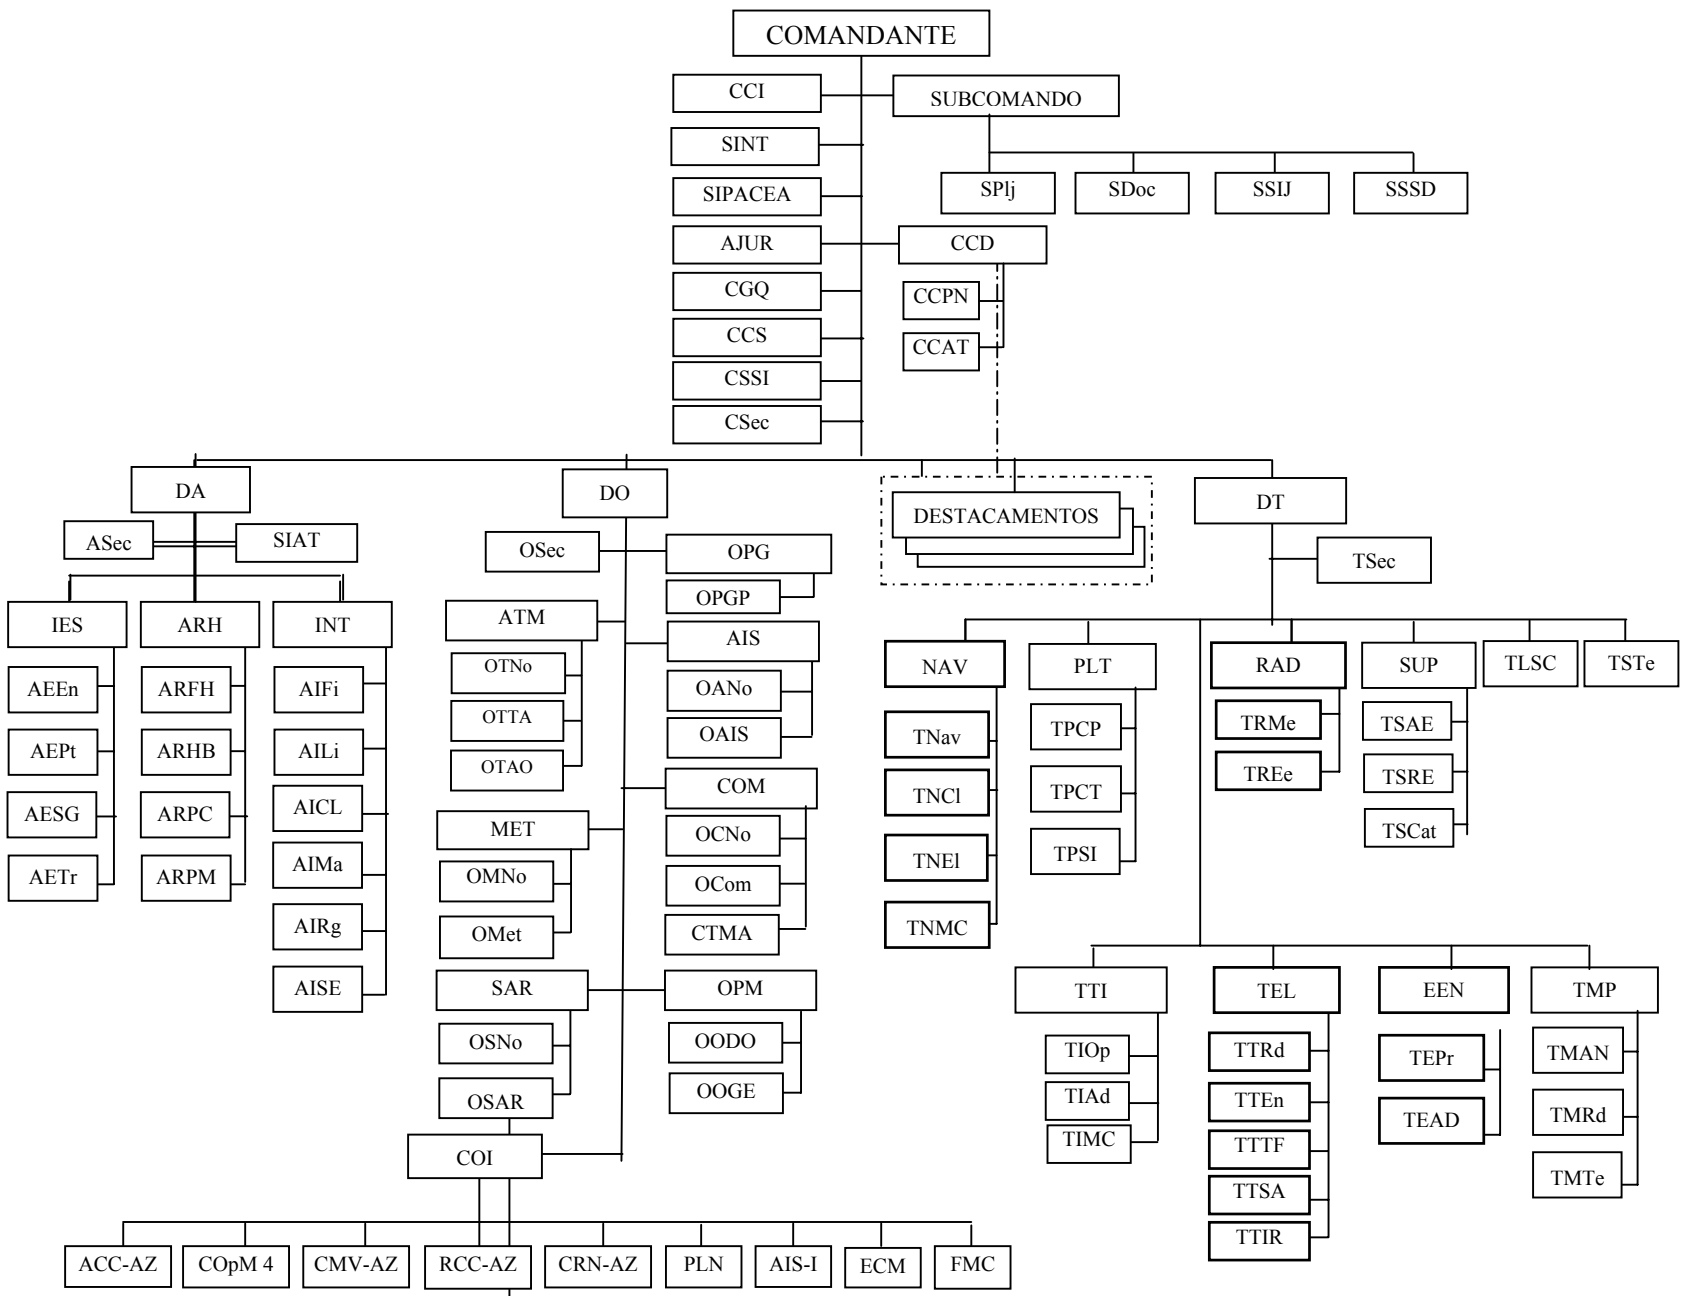 COMANDANTE
CCI
SUBCOMANDO
SINT
SPlj
SDoc
SSIJ
SSSD
SIPACEA
AJUR
CCD
CGQ
CCPN
CCS
CCAT
CSSI
CSec
DA
DO
DESTACAMENTOS
DT
ASec
SIAT
OSec
OPG
TSec
OPGP
IES
ARH
INT
ATM
AIS
NAV
PLT
RAD
SUP
TLSC
TSTe
AEEn
AEPt
AESG
AETr
ARFH
ARHB
ARPC
ARPM
AIFi
AILi
AICL
AIMa
AIRg
AISE
OTNo
OTTA
OTAO
OANo
OAIS
COM
OCNo
OCom
CTMA
MET
OMNo
OMet
SAR
OPM
OSNo
OSAR
OODO
OOGE
COI
TNav
TNCl
TNEl
TNMC
TPCP
TPCT
TPSI
TRMe
TREe
TSAE
TSRE
TSCat
TTI
TEL
EEN
TMP
TIOp
TIAd
TIMC
TTRd
TTEn
TTTF
TTSA
TTIR
TEPr
TEAD
TMAN
TMRd
TMTe
ACC-AZ
COpM 4
CMV-AZ
RCC-AZ
CRN-AZ
PLN
AIS-I
ECM
FMC